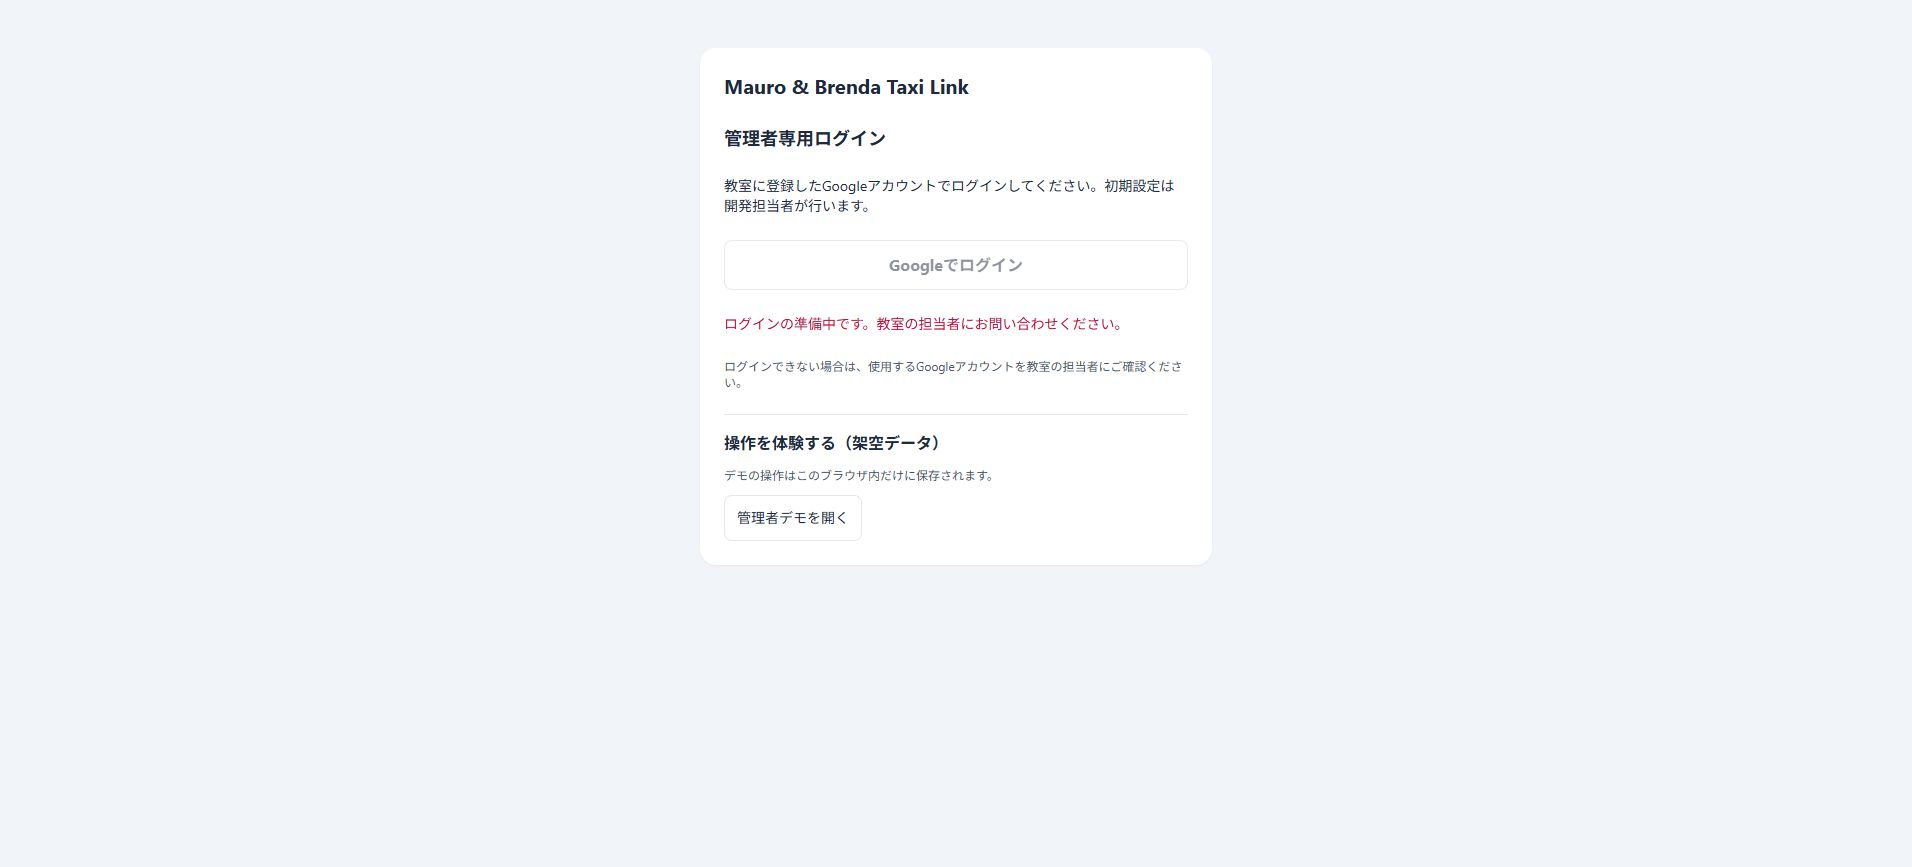 Mauro & Brenda Taxi Link
管理者専用ログイン
教室に登録したGoogleアカウントでログインしてください。初期設定は
開発担当者が行います。
Googleでログイン
ログインの準備中です。教室の担当者にお問い合わせください。
ログインできない場合は、使用するGoogleアカウントを教室の担当者にご確認くださ
い。
操作を体験する（架空データ）
デモの操作はこのブラウザ内だけに保存されます。
管理者デモを開く